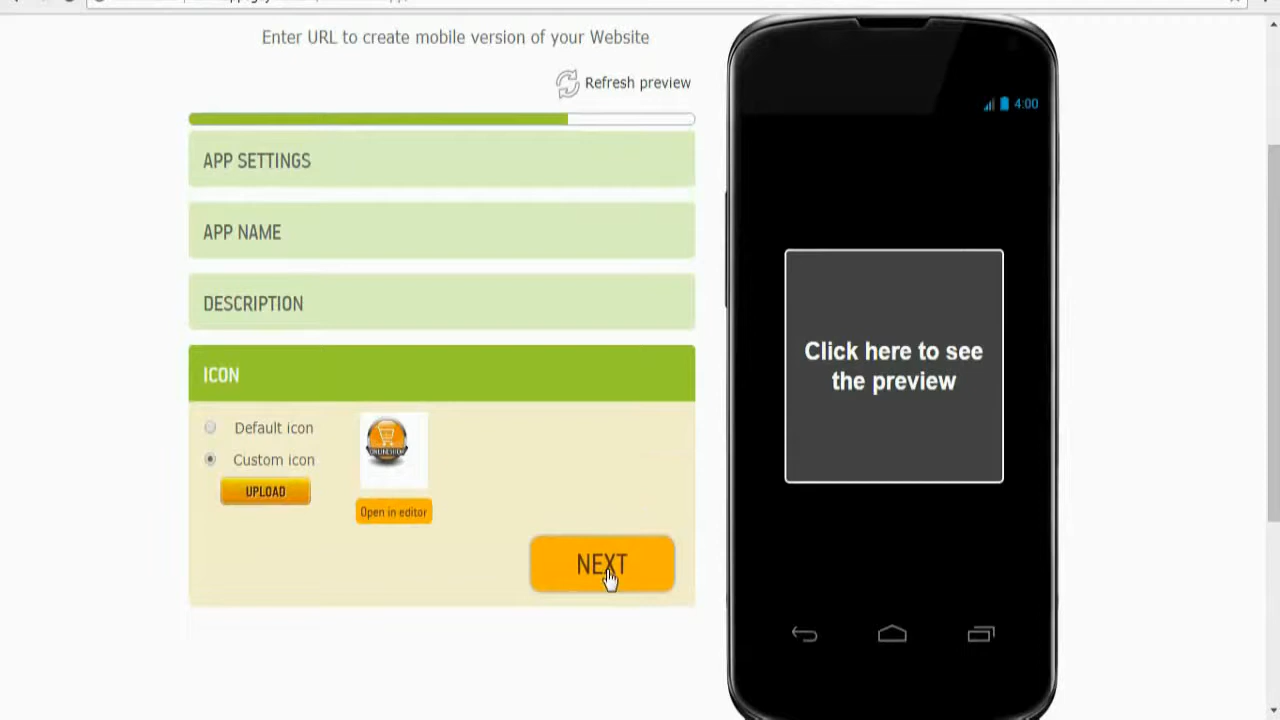 Enter URL to create mobile version of your Website
Refresh preview
4:00
APP SETTINGS
APP NAME
DESCRIPTION
ICON
Default icon
Custom icon
UPLOAD
Open in editor
NEXT
Click here to see
the preview